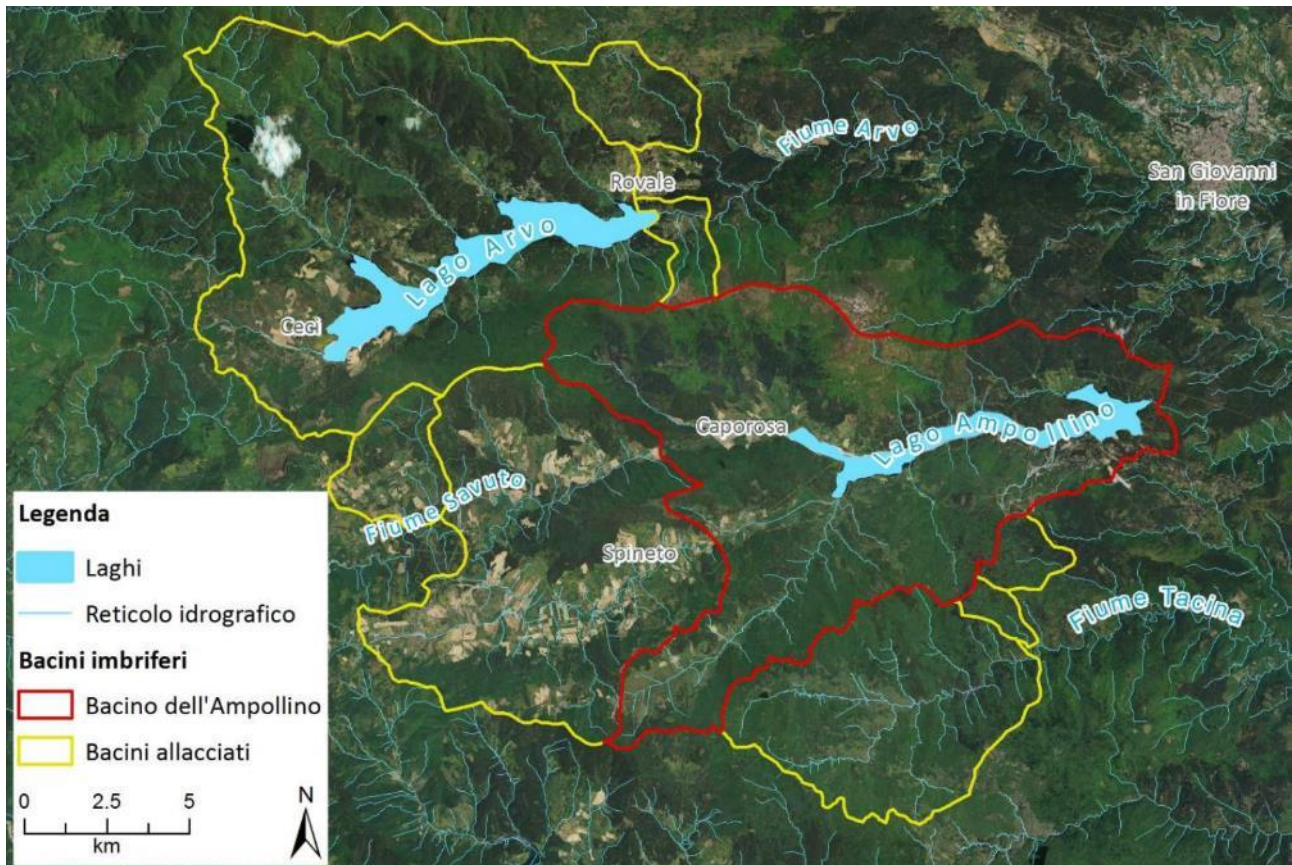 Fiume Arvo
San Giovanni
in Fiore
Rovale
Lago Arvo
Ceci
Caporosa
Lago Ampollino
Fiume Savuto
Spineto
Fiume Tacina
Legenda
Laghi
Reticolo idrografico
Bacini imbriferi
Bacino dell'Ampollino
Bacini allacciati
0 2.5 5
km
N